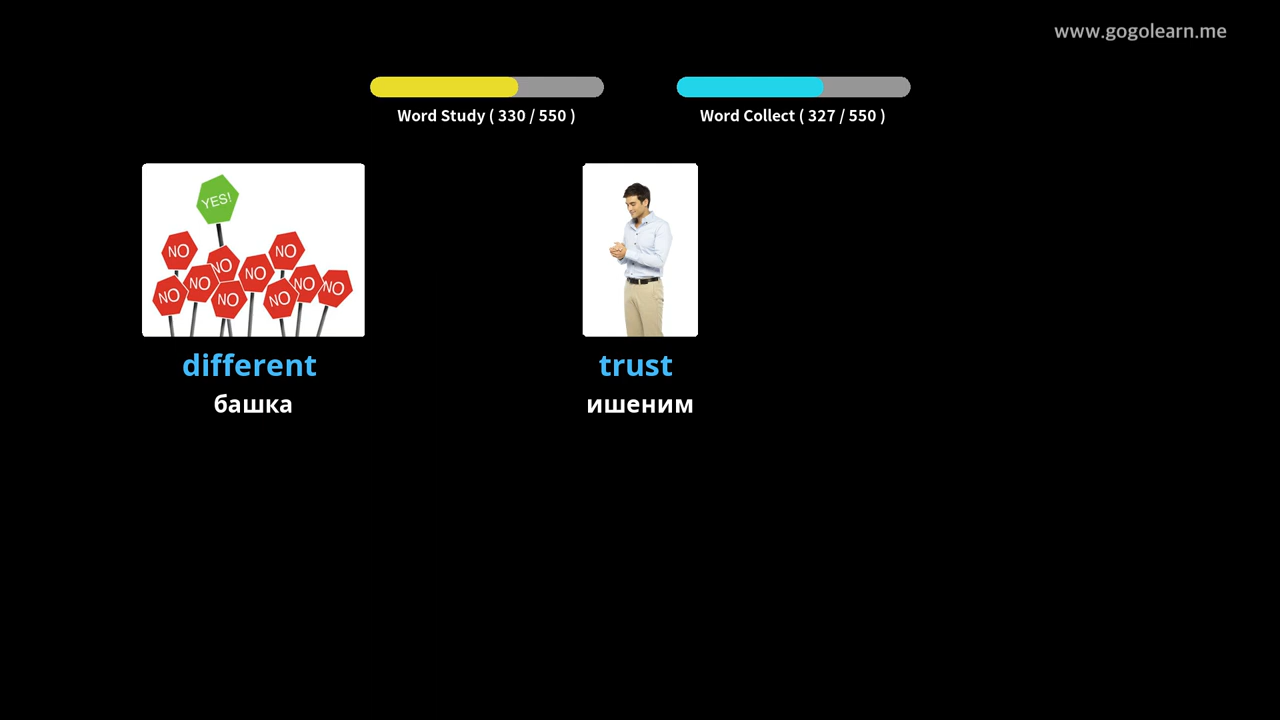 www.gogolearn.me
Word Study ( 330 / 550 )
Word Collect ( 327 / 550 )
YES!
NO
NO
NO
NO
NO
NO
NO
NO
NO
NO
different
башка
trust
ишеним